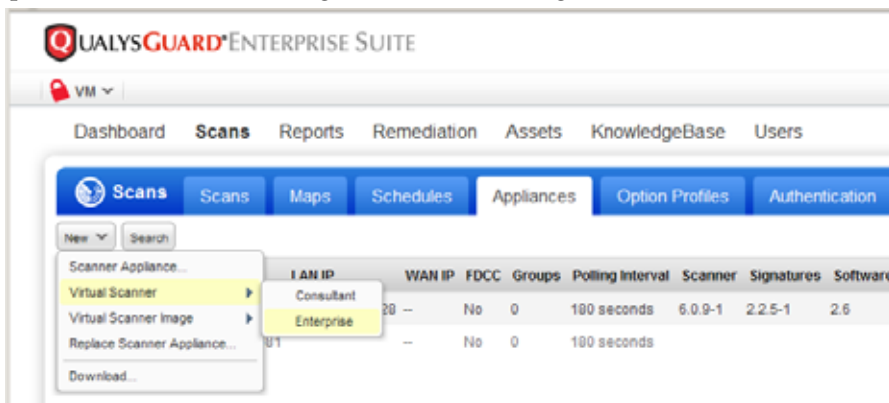 QUALYSGUARD® ENTERPRISE SUITE
VM
Dashboard Scans Reports Remediation Assets KnowledgeBase Users
Scans Scans Maps Schedules Appliances Option Profiles Authentication
New Search
LAN IP WAN IP FDCC Groups Polling Interval Scanner Signatures Software
Scanner Appliance...
Virtual Scanner Consultant
Virtual Scanner Image Enterprise
Replace Scanner Appliance...
Download...
-- No 0 180 seconds 6.0.9-1 2.2.5-1 2.6
-- No 0 180 seconds